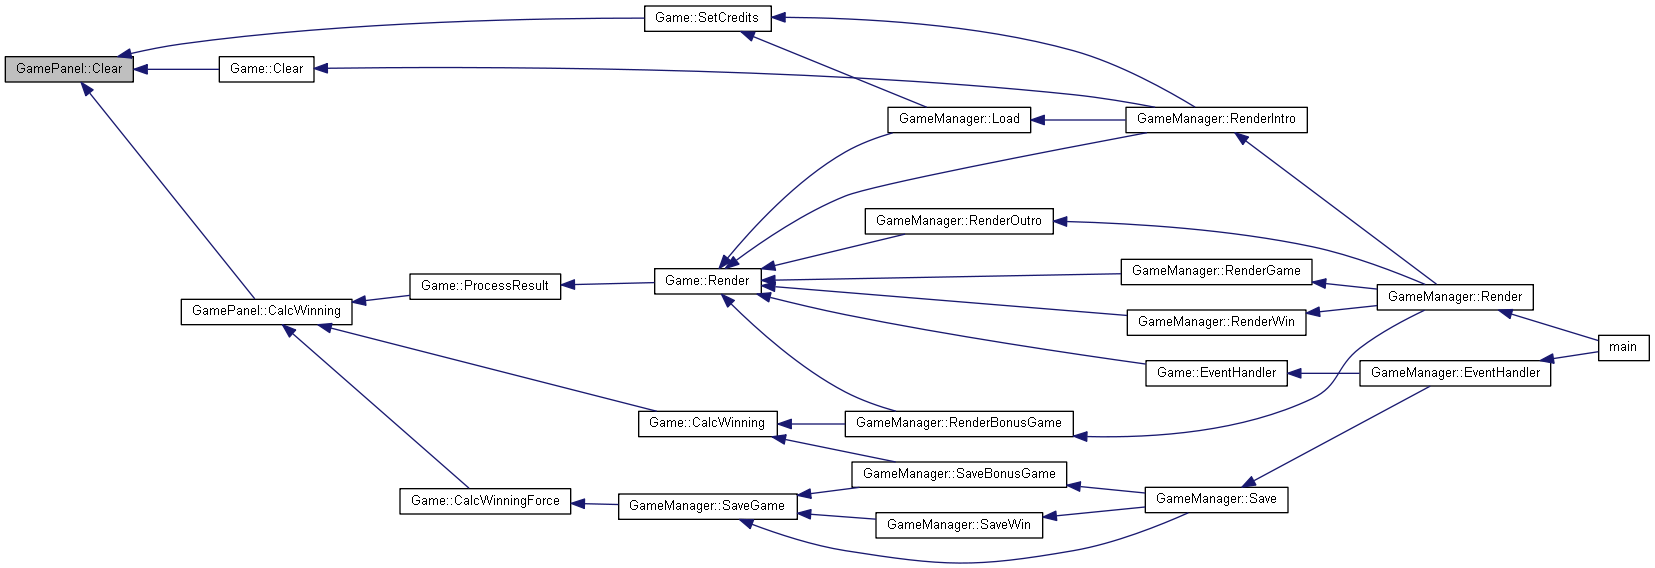 Game::SetCredits
GamePanel::Clear
Game::Clear
GameManager::Load
GameManager::RenderIntro
GameManager::RenderOutro
GameManager::RenderGame
Game::Render
Game::ProcessResult
GameManager::Render
GamePanel::CalcWinning
GameManager::RenderWin
main
Game::EventHandler
GameManager::EventHandler
Game::CalcWinning
GameManager::RenderBonusGame
GameManager::SaveBonusGame
Game::CalcWinningForce
GameManager::SaveGame
GameManager::Save
GameManager::SaveWin